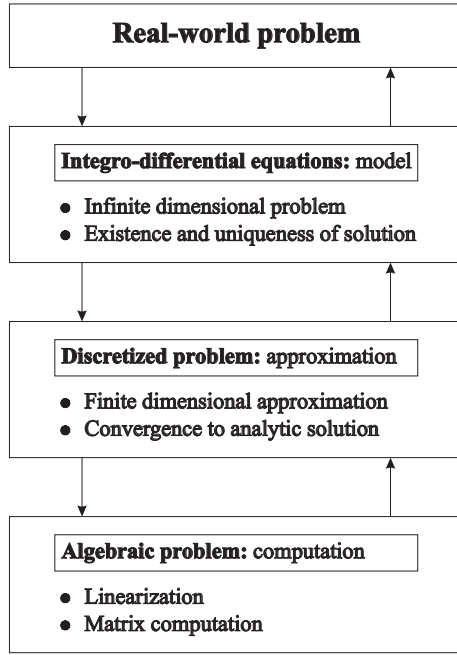 Real-world problem
Integro-differential equations: model
● Infinite dimensional problem
● Existence and uniqueness of solution
Discretized problem: approximation
● Finite dimensional approximation
● Convergence to analytic solution
Algebraic problem: computation
● Linearization
● Matrix computation